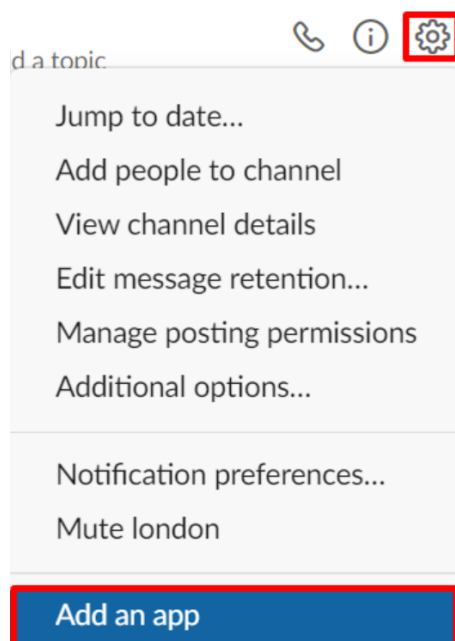 d a topic
Jump to date...
Add people to channel
View channel details
Edit message retention...
Manage posting permissions
Additional options...
Notification preferences...
Mute london
Add an app